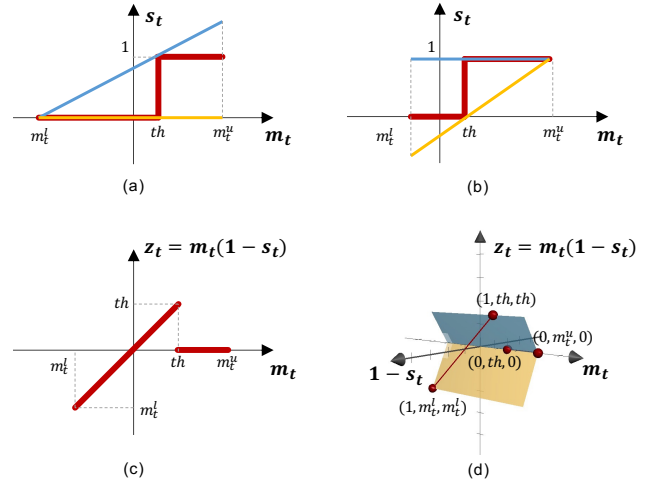 s_t
1
m_t^l
th
m_t^u
m_t
(a)
s_t
1
m_t^l
th
m_t^u
m_t
(b)
z_t = m_t(1 − s_t)
th
m_t^l
th
m_t^u
m_t
m_t^l
(c)
z_t = m_t(1 − s_t)
(1, th, th)
(0, m_t^u, 0)
1 − s_t
(0, th, 0)
m_t
(1, m_t^l, m_t^l)
(d)